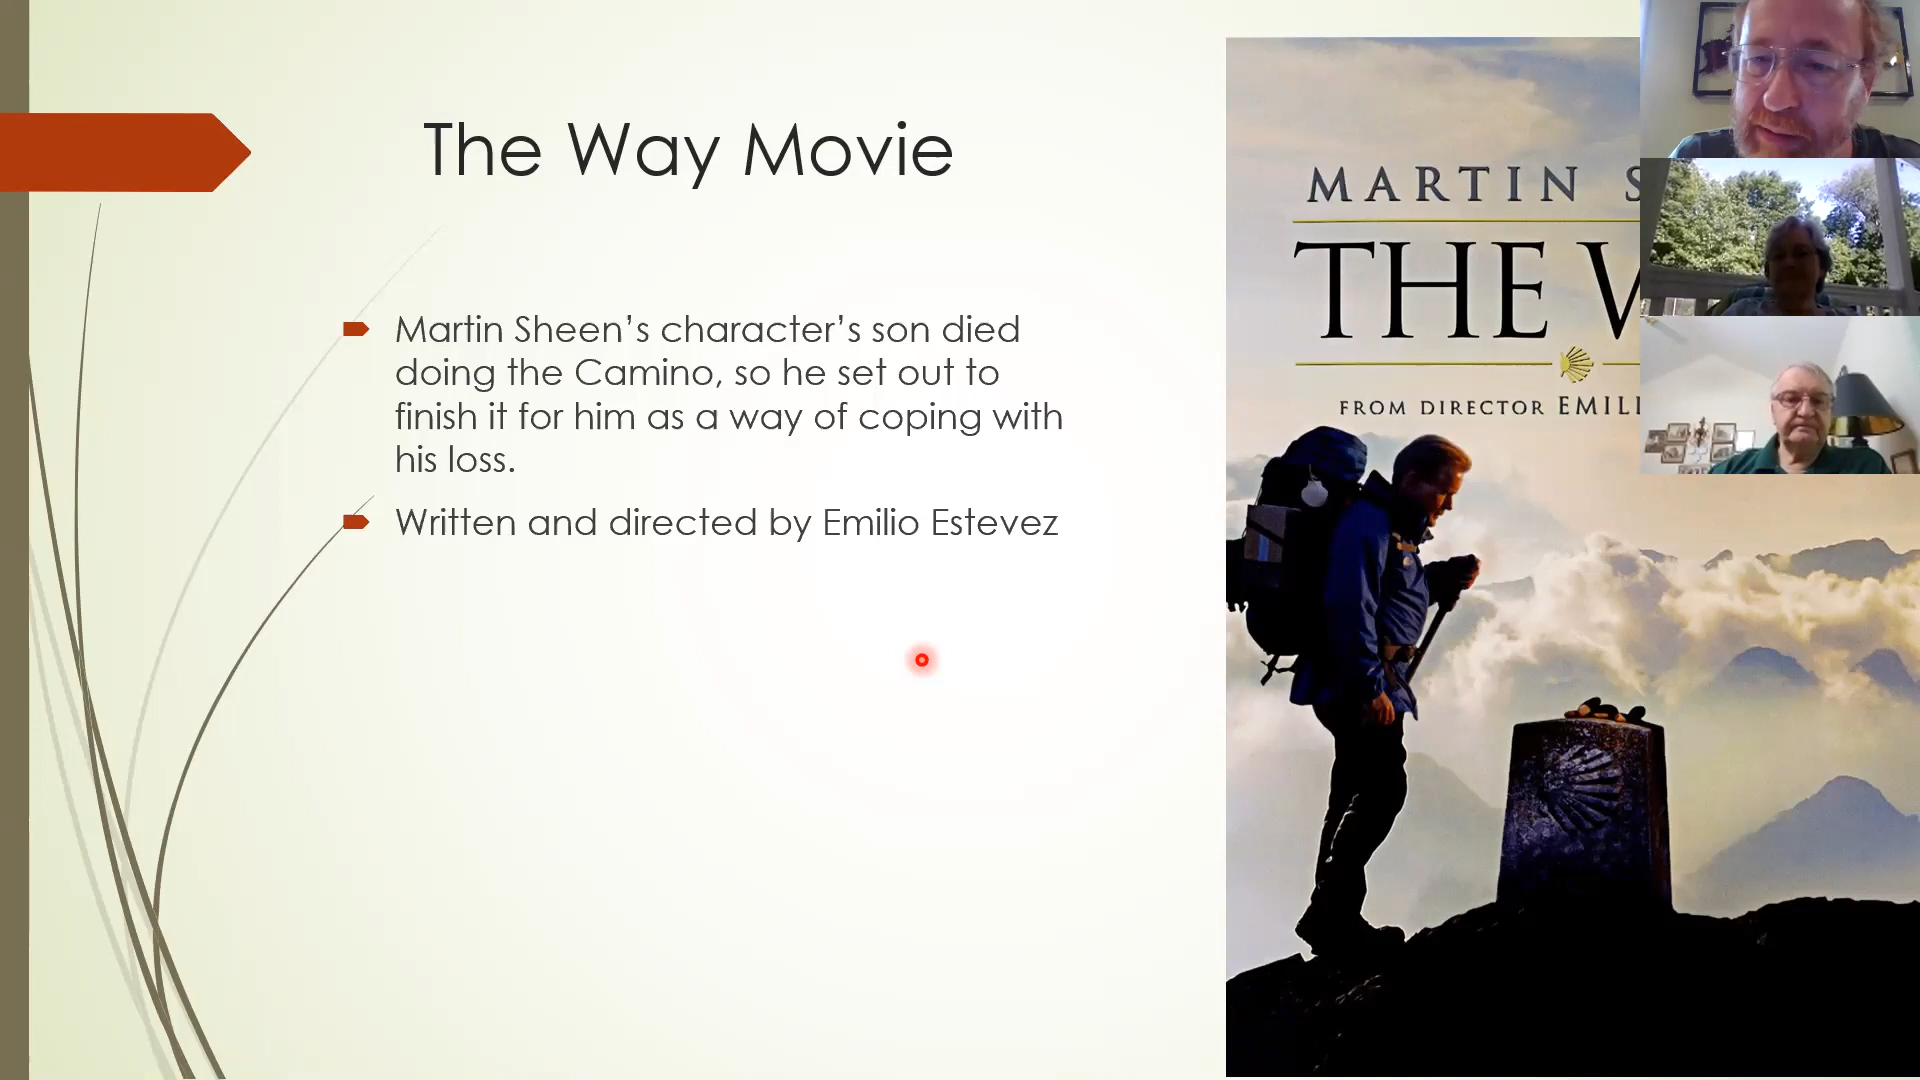 The Way Movie
Martin Sheen’s character’s son died
doing the Camino, so he set out to
finish it for him as a way of coping with
his loss.
Written and directed by Emilio Estevez
MARTIN
THE
FROM DIRECTOR